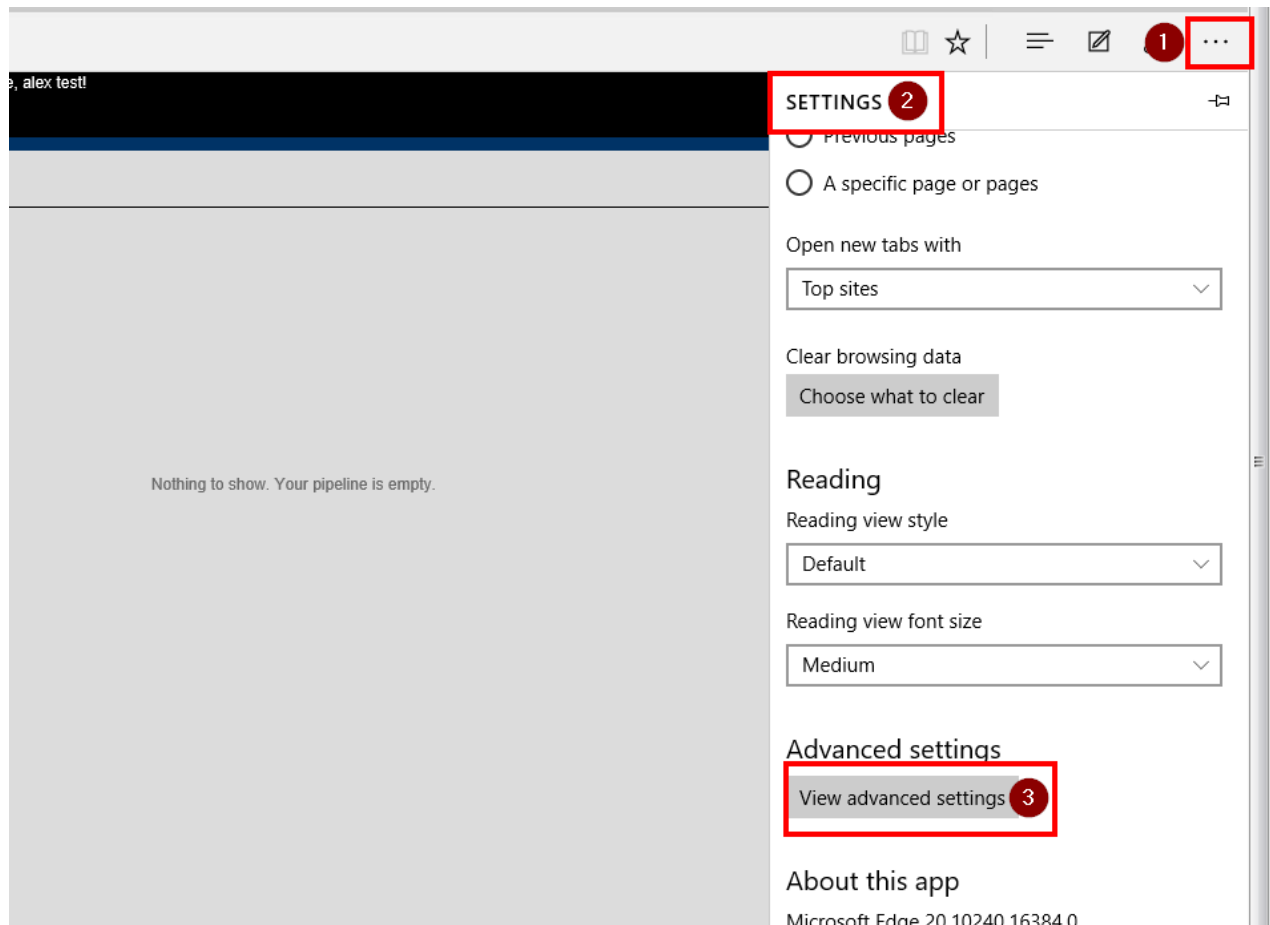 1
···
e, alex test!
SETTINGS 2
Previous pages
A specific page or pages
Open new tabs with
Top sites
Clear browsing data
Choose what to clear
Nothing to show. Your pipeline is empty.
Reading
Reading view style
Default
Reading view font size
Medium
Advanced settings
View advanced settings 3
About this app
Microsoft Edge 20.10240.16384.0